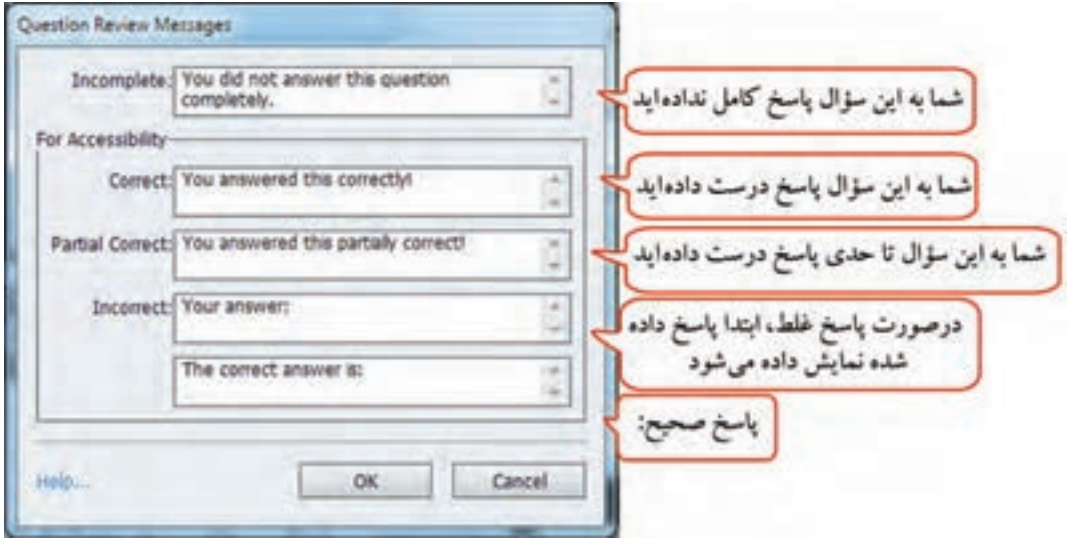 Question Review Messages
Incomplete: You did not answer this question
completely.
شما به این سؤال پاسخ کامل نداده‌اید
For Accessibility
Correct: You answered this correctly!
شما به این سؤال پاسخ درست داده‌اید
Partial Correct: You answered this partially correct!
شما به این سؤال تا حدی پاسخ درست داده‌اید
Incorrect: Your answer:
درصورت پاسخ غلط، ابتدا پاسخ داده
شده نمایش داده می‌شود
The correct answer is:
پاسخ صحیح:
Help...
OK
Cancel